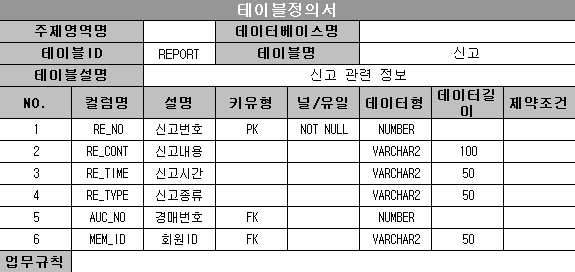 테이블정의서
주제영역명 데이터베이스명
테이블ID REPORT 테이블명 신고
테이블설명 신고 관련 정보
NO. 컬럼명 설명 키유형 널/유일 데이터형 데이터길이 제약조건
1 RE_NO 신고번호 PK NOT NULL NUMBER
2 RE_CONT 신고내용 VARCHAR2 100
3 RE_TIME 신고시간 VARCHAR2 50
4 RE_TYPE 신고종류 VARCHAR2 50
5 AUC_NO 경매번호 FK NUMBER
6 MEM_ID 회원ID FK VARCHAR2 50
업무규칙